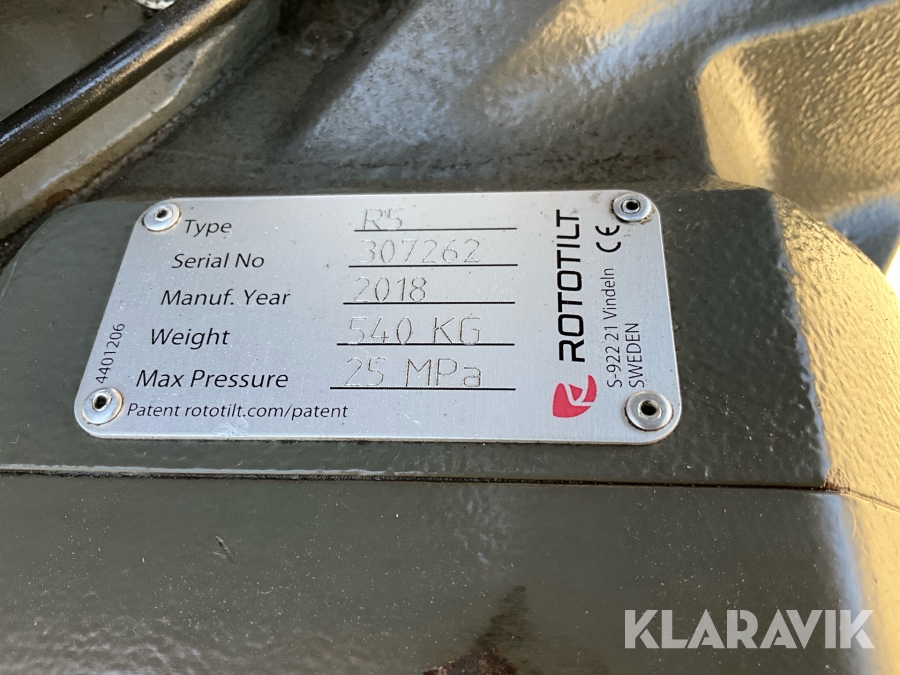 Type R5
Serial No 307262
Manuf. Year 2018
Weight 540 KG
Max Pressure 25 MPa
Patent rototilt.com/patent
4401206
ROTOTILT
CE
S-922 21 Vindeln
SWEDEN
KLARAVIK